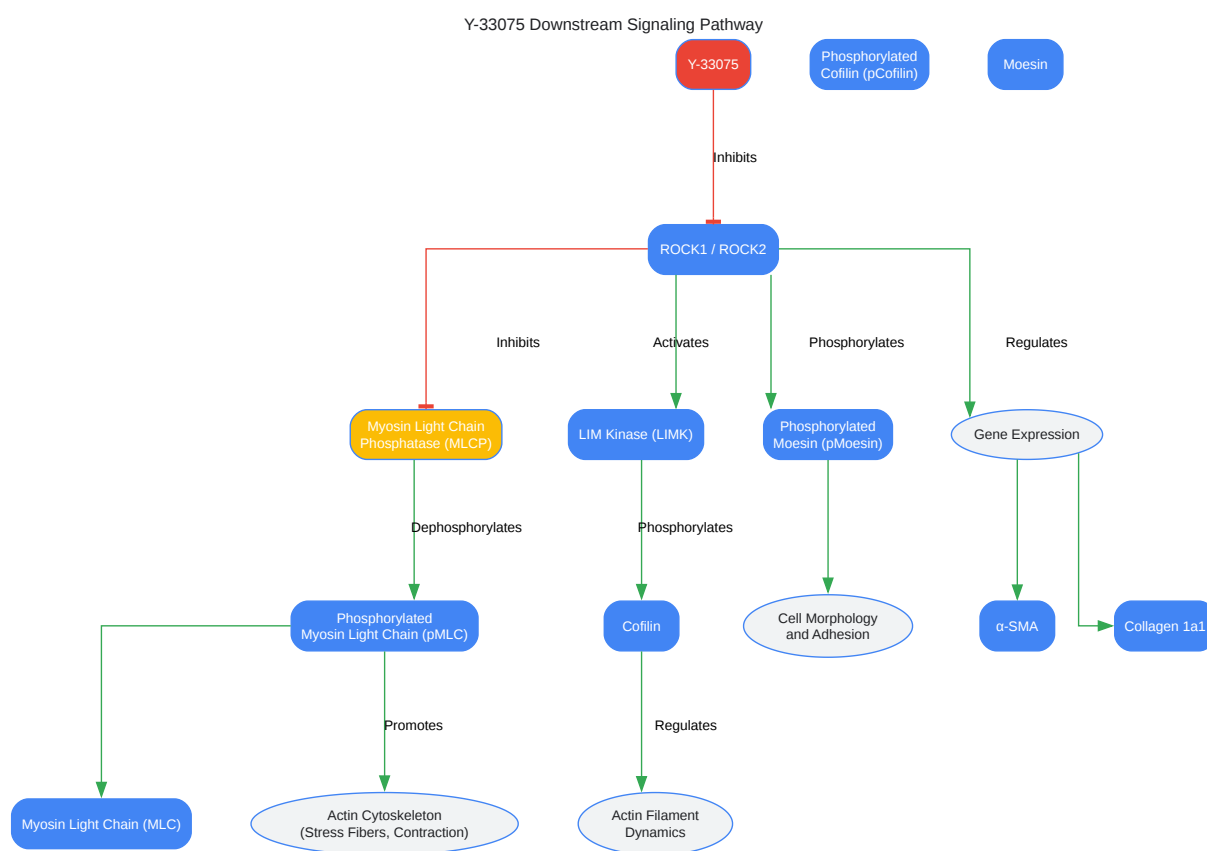 Y-33075 Downstream Signaling Pathway
Y-33075
Phosphorylated
Cofilin (pCofilin)
Moesin
Inhibits
ROCK1 / ROCK2
Inhibits
Activates
Phosphorylates
Regulates
Myosin Light Chain
Phosphatase (MLCP)
LIM Kinase (LIMK)
Phosphorylated
Moesin (pMoesin)
Gene Expression
Dephosphorylates
Phosphorylates
Phosphorylated
Myosin Light Chain (pMLC)
Cofilin
Cell Morphology
and Adhesion
α-SMA
Collagen 1a1
Promotes
Regulates
Myosin Light Chain (MLC)
Actin Cytoskeleton
(Stress Fibers, Contraction)
Actin Filament
Dynamics